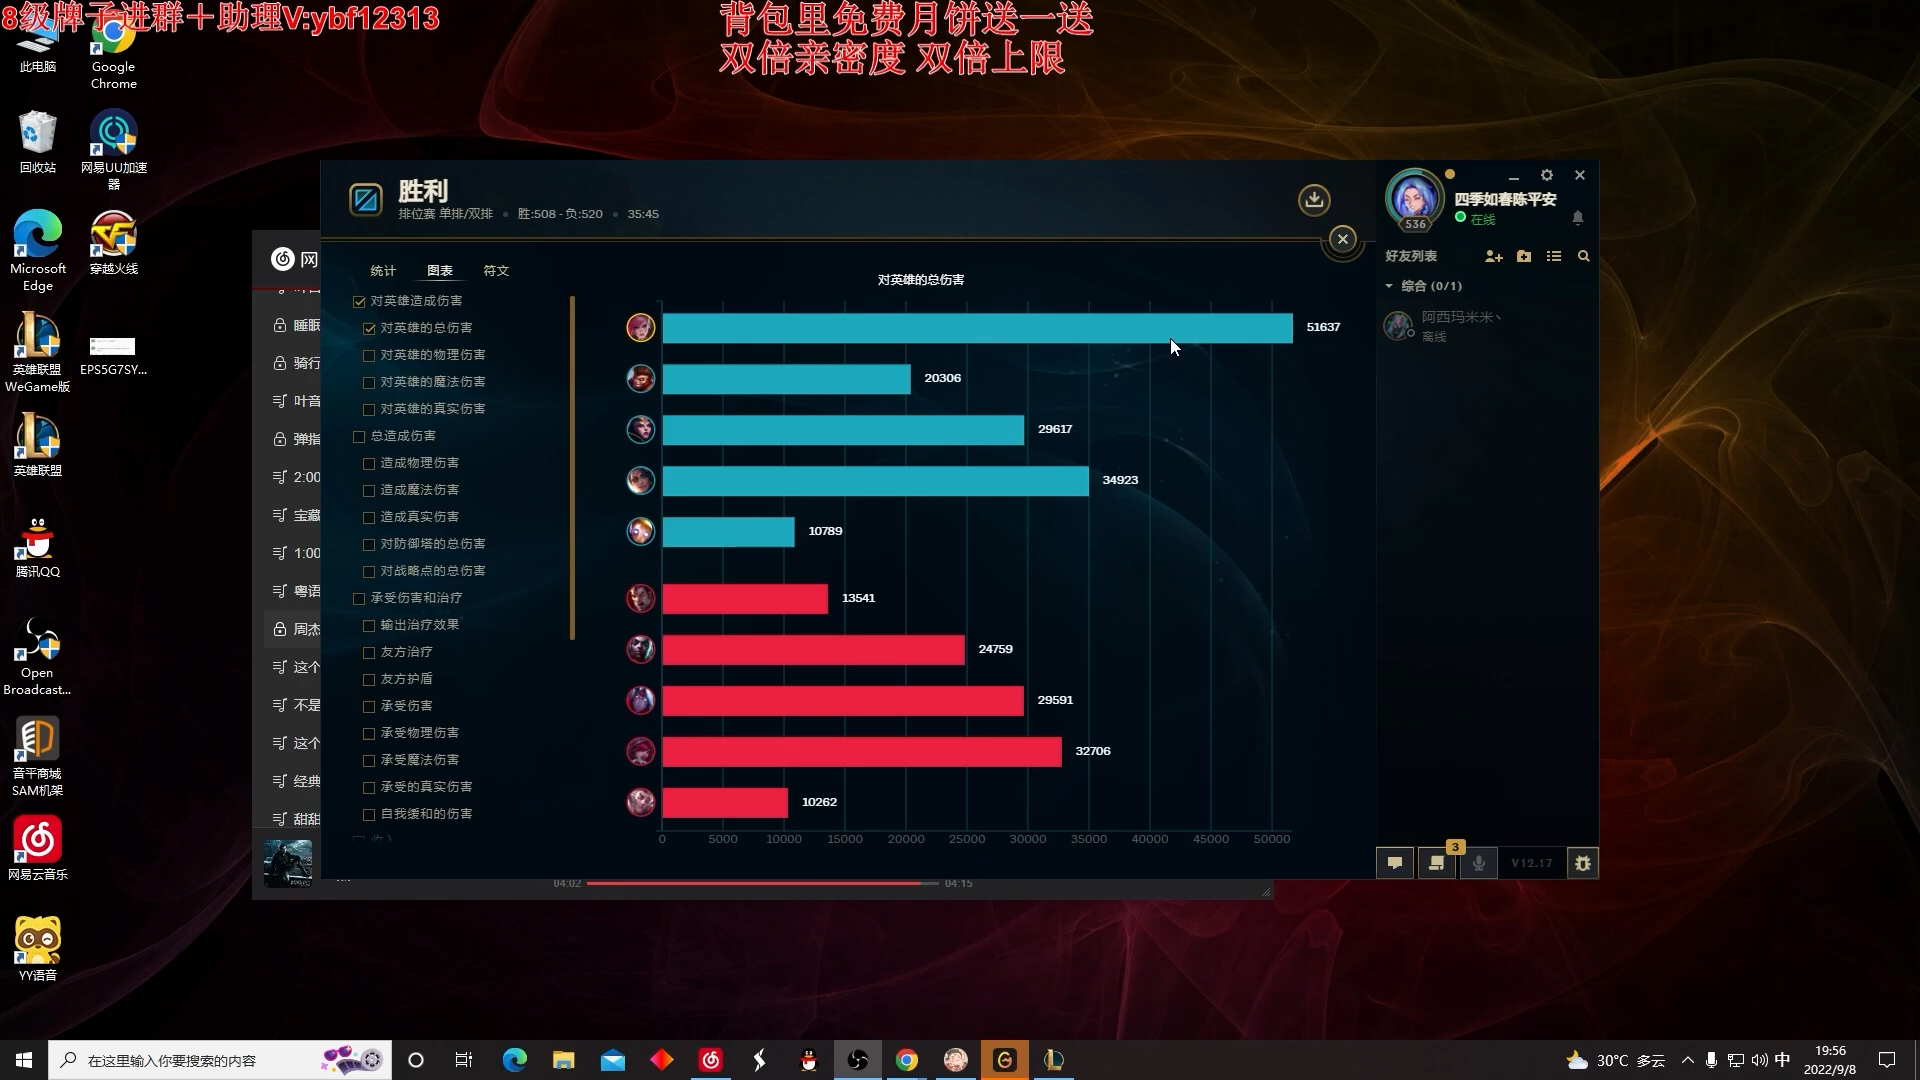 8级牌子进群+助理V:ybf12313
背包里免费月饼送一送
双倍亲密度 双倍上限
此电脑
Google Chrome
回收站
网易UU加速器
Microsoft Edge
穿越火线
英雄联盟 WeGame版
EPS5G7SY...
英雄联盟
腾讯QQ
Open Broadcast...
音平商城 SAM机架
网易云音乐
YY语音
网
睡眠
骑行
叶音
弹指
2:00
宝藏
1:00
粤语
周杰
这个
不是
这个
经典
甜甜
04:02
04:15
胜利
排位赛 单排/双排 • 胜:508 - 负:520 • 35:45
统计
图表
符文
对英雄造成伤害
对英雄的总伤害
对英雄的物理伤害
对英雄的魔法伤害
对英雄的真实伤害
总造成伤害
造成物理伤害
造成魔法伤害
造成真实伤害
对防御塔的总伤害
对战略点的总伤害
承受伤害和治疗
输出治疗效果
友方治疗
友方护盾
承受伤害
承受物理伤害
承受魔法伤害
承受的真实伤害
自我缓和的伤害
对英雄的总伤害
51637
20306
29617
34923
10789
13541
24759
29591
32706
10262
0 5000 10000 15000 20000 25000 30000 35000 40000 45000 50000
536
四季如春陈平安
在线
好友列表
综合 (0/1)
阿西玛米米丶
离线
3
V12.17
在这里输入你要搜索的内容
30°C 多云
中
19:56
2022/9/8